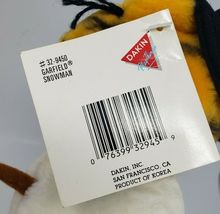 # 32-9450
GARFIELD®
SNOWMAN
DAKIN
0 76399 32945 9
DAKIN INC.
SAN FRANCISCO, CA
PRODUCT OF KOREA